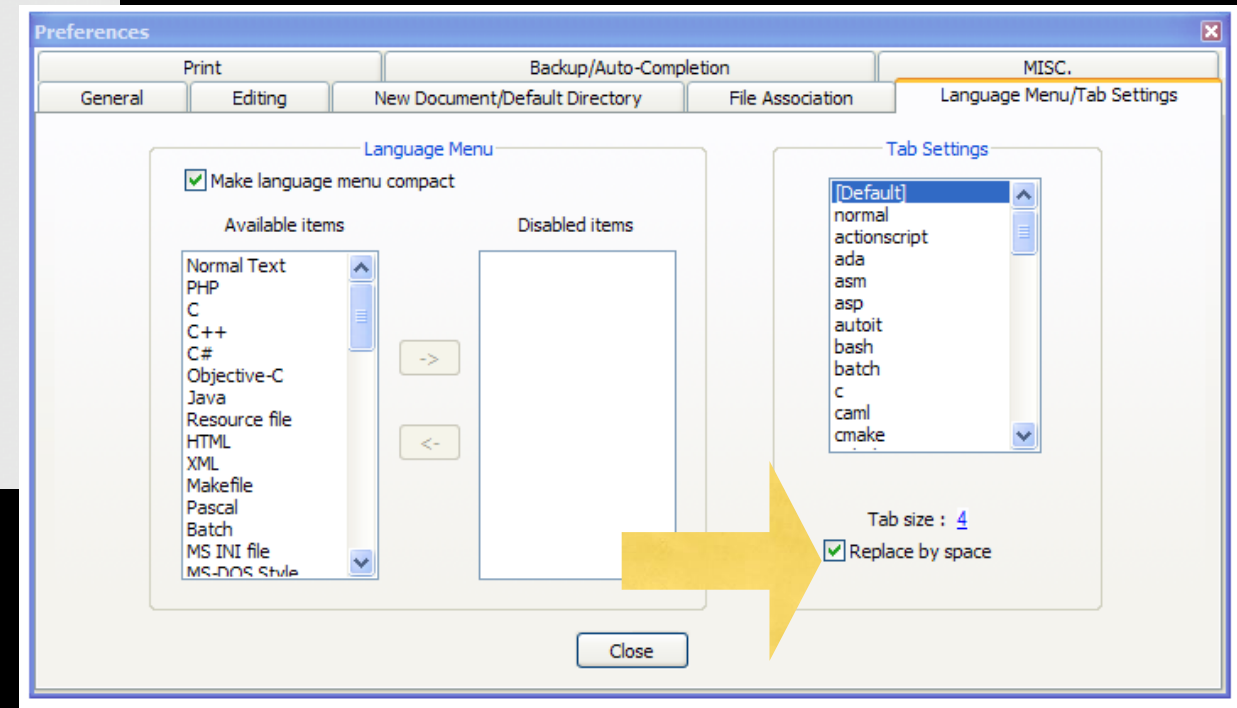 Preferences
Print
Backup/Auto-Completion
MISC.
General
Editing
New Document/Default Directory
File Association
Language Menu/Tab Settings
Language Menu
Make language menu compact
Available items
Disabled items
Normal Text
PHP
C
C++
C#
Objective-C
Java
Resource file
HTML
XML
Makefile
Pascal
Batch
MS INI file
MS-DOS Style
->
<-
Tab Settings
[Default]
normal
actionscript
ada
asm
asp
autoit
bash
batch
c
caml
cmake
Tab size : 4
Replace by space
Close